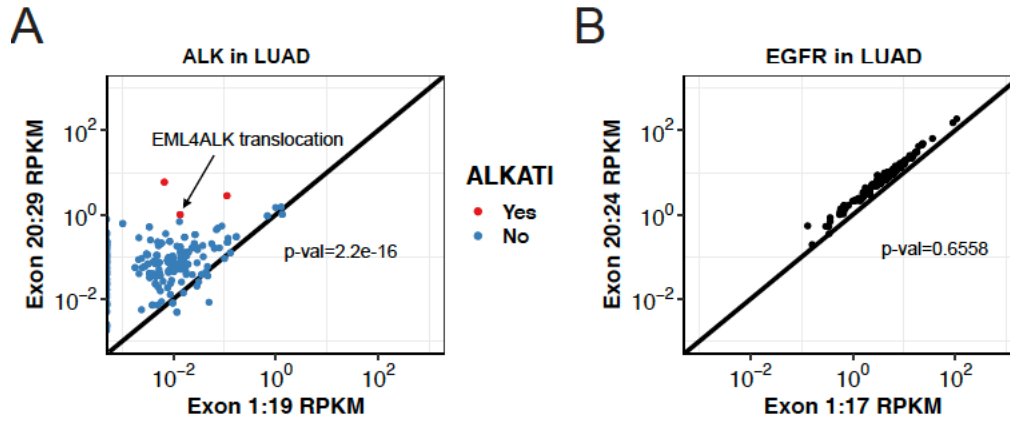 A
ALK in LUAD
Exon 20:29 RPKM
10²
10⁰
10⁻²
EML4ALK translocation
p-val=2.2e-16
10⁻² 10⁰ 10²
Exon 1:19 RPKM
ALKATI
Yes
No
B
EGFR in LUAD
Exon 20:24 RPKM
10²
10⁰
10⁻²
p-val=0.6558
10⁻² 10⁰ 10²
Exon 1:17 RPKM